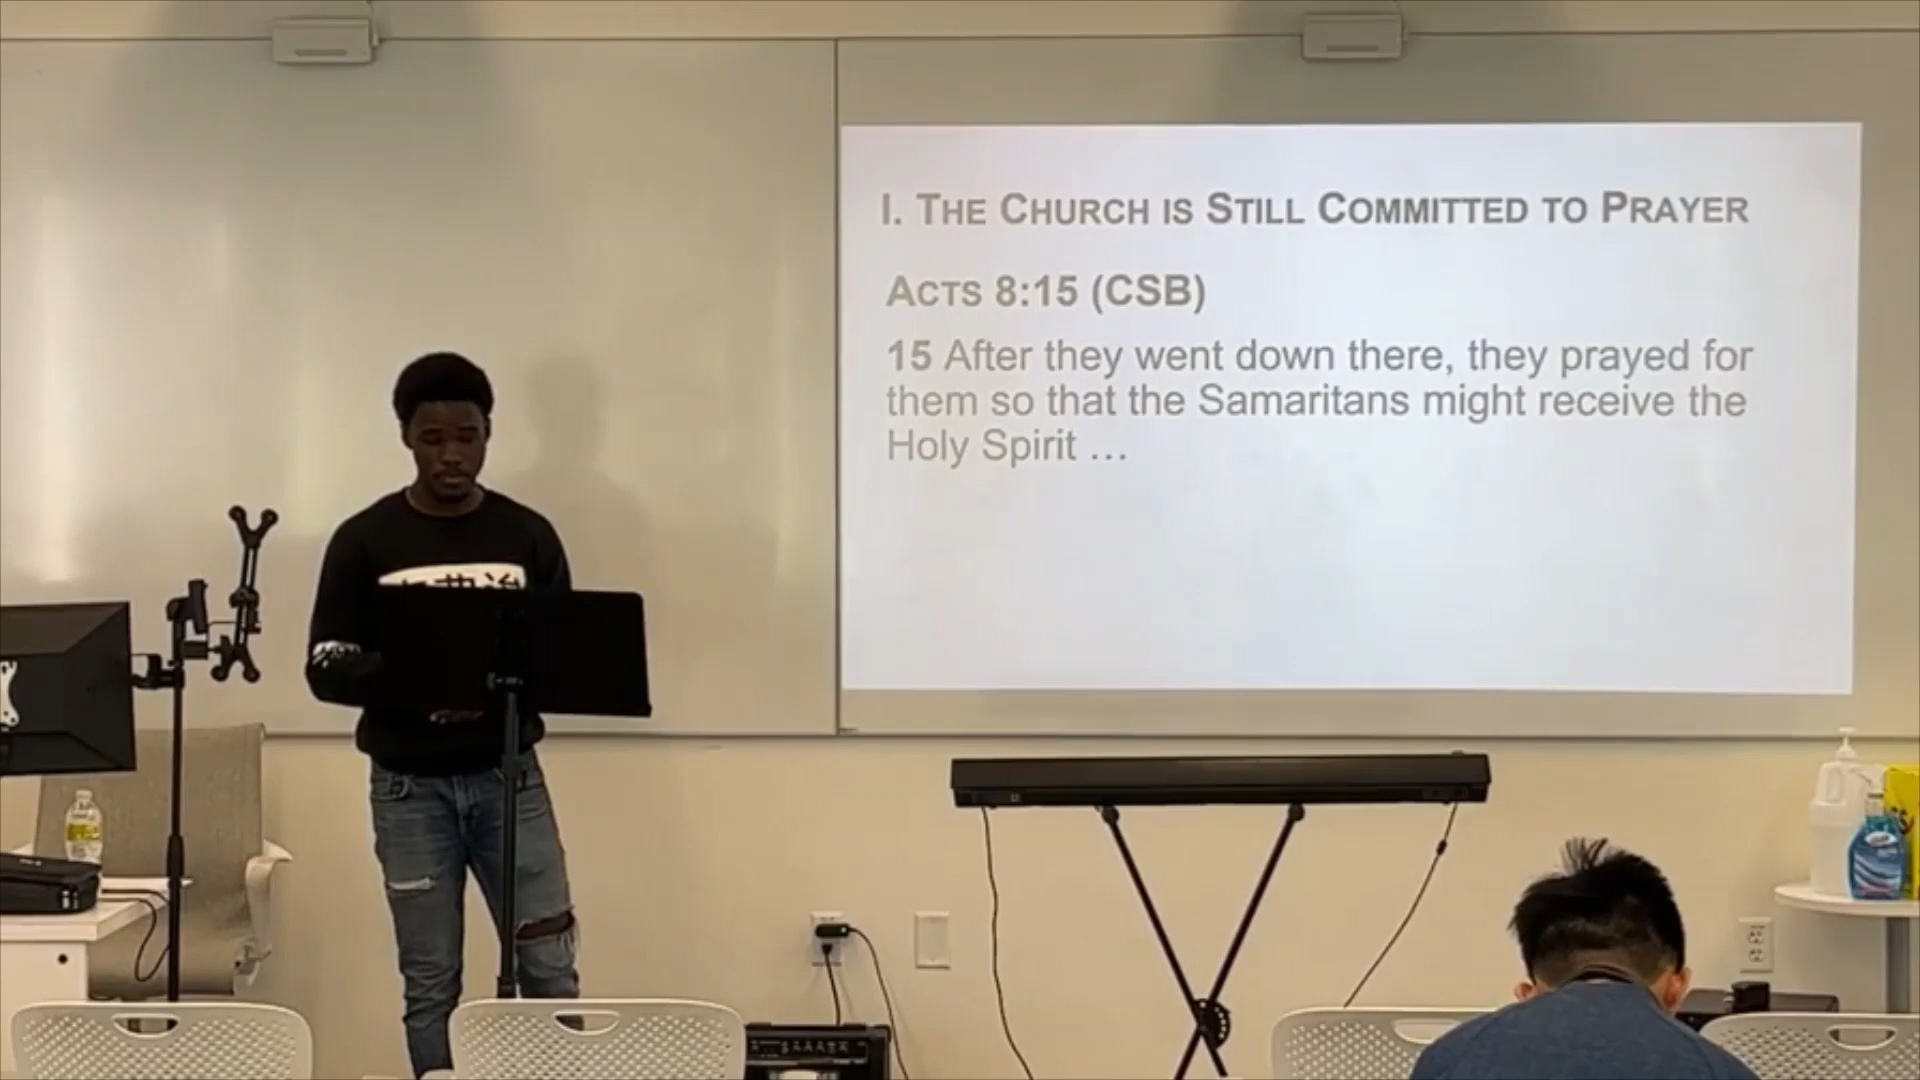 I. THE CHURCH IS STILL COMMITTED TO PRAYER
ACTS 8:15 (CSB)
15 After they went down there, they prayed for
them so that the Samaritans might receive the
Holy Spirit …